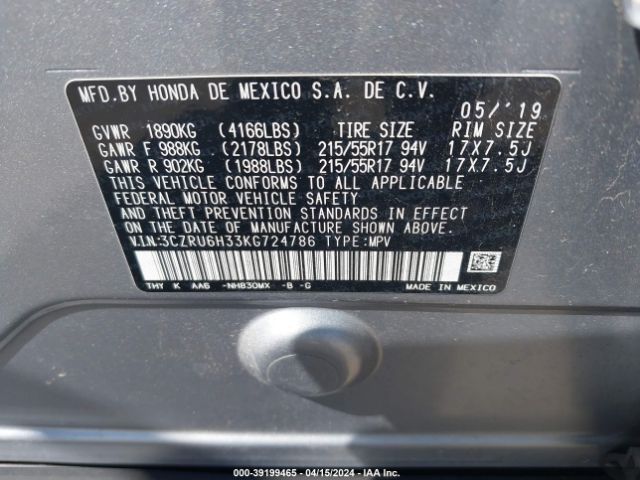 MFD.BY HONDA DE MEXICO S.A. DE C.V.
05/'19
GVWR 1890KG (4166LBS) TIRE SIZE RIM SIZE
GAWR F 988KG (2178LBS) 215/55R17 94V 17X7.5J
GAWR R 902KG (1988LBS) 215/55R17 94V 17X7.5J
THIS VEHICLE CONFORMS TO ALL APPLICABLE
FEDERAL MOTOR VEHICLE SAFETY
AND THEFT PREVENTION STANDARDS IN EFFECT
ON THE DATE OF MANUFACTURE SHOWN ABOVE.
V.I.N:3CZRU6H33KG724786 TYPE:MPV
THY K AA6 -NH830MX -B -G
MADE IN MEXICO
000-39199465 - 04/15/2024 - IAA Inc.